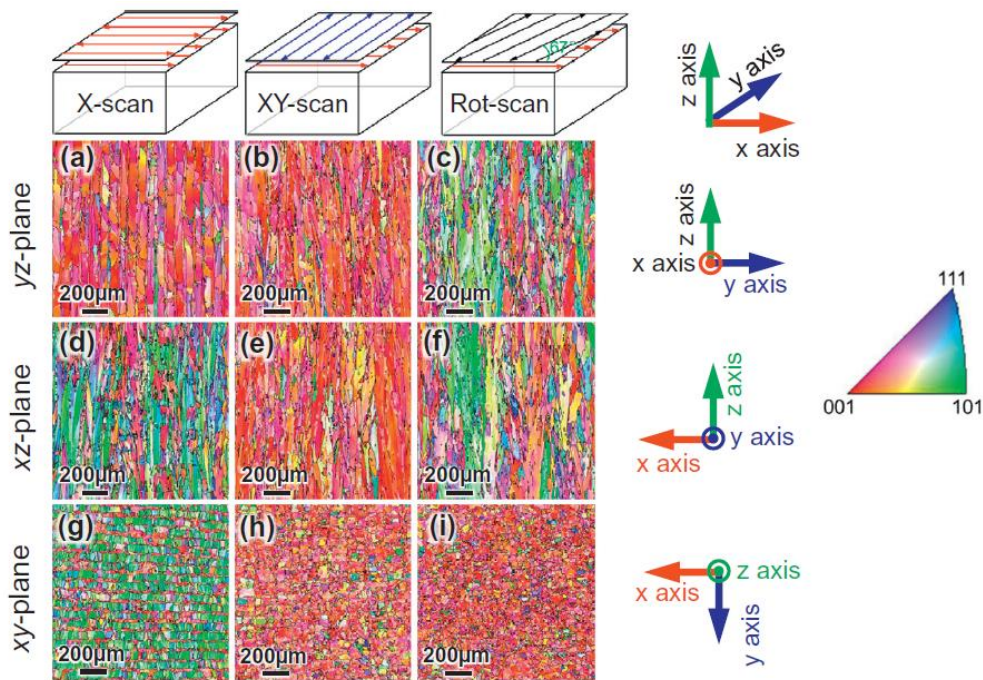 X-scan
XY-scan
Rot-scan
67°
z axis
y axis
x axis
yz-plane
(a)
200μm
(b)
200μm
(c)
200μm
z axis
x axis
y axis
xz-plane
(d)
200μm
(e)
200μm
(f)
200μm
z axis
y axis
x axis
111
001
101
xy-plane
(g)
200μm
(h)
200μm
(i)
200μm
z axis
x axis
y axis